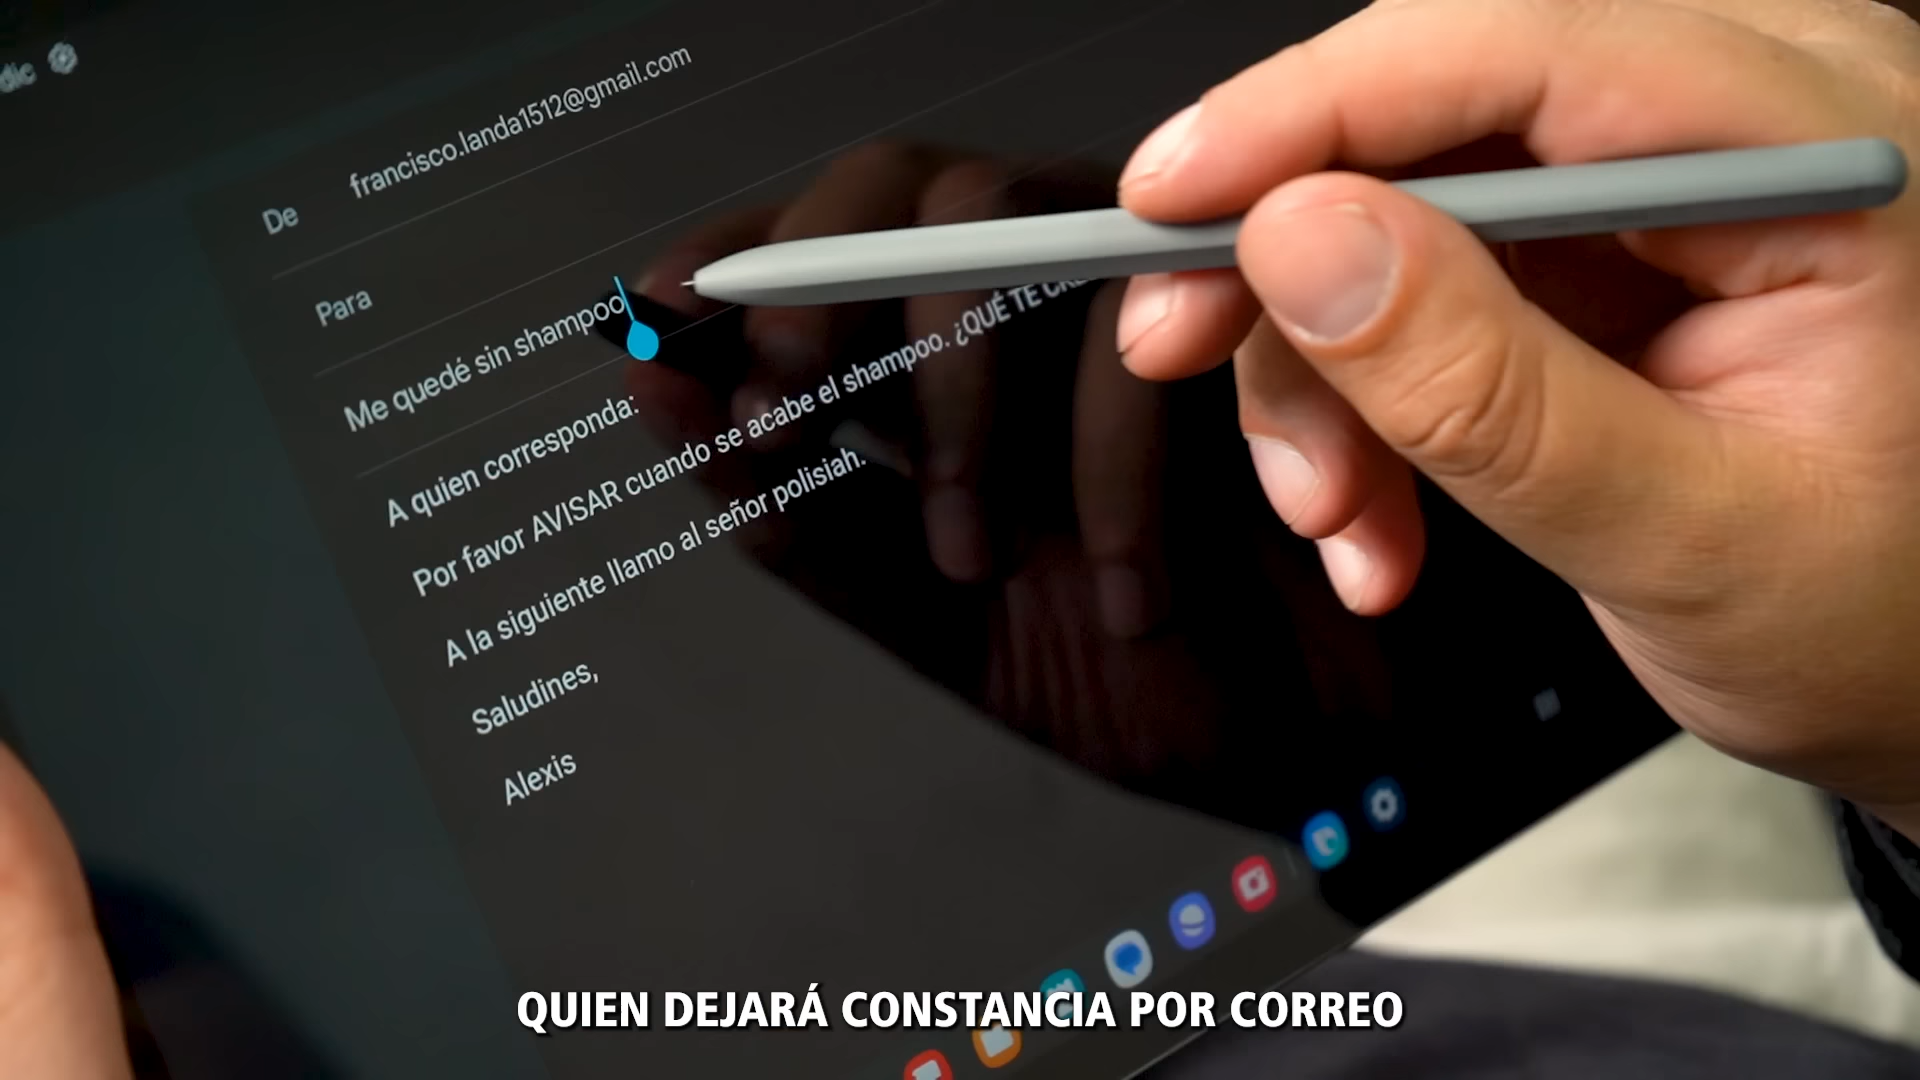 De francisco.landa1512@gmail.com
Para
Me quedé sin shampoo
A quien corresponda:
Por favor AVISAR cuando se acabe el shampoo. ¿QUÉ TE
A la siguiente llamo al señor polisiah.
Saludines,
Alexis
QUIEN DEJARÁ CONSTANCIA POR CORREO